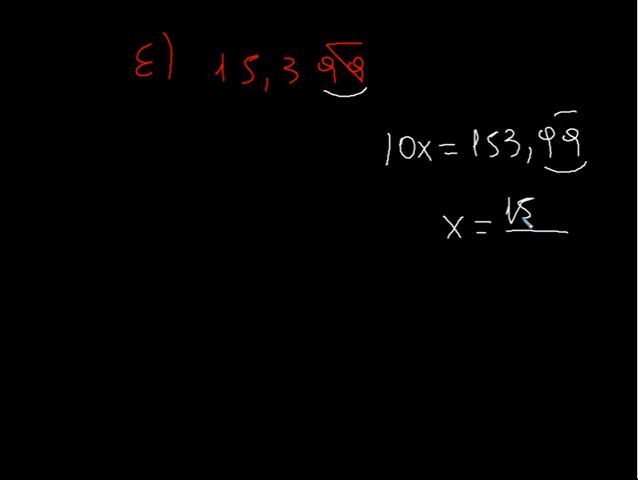 ε) 15,399
10x = 153,99
x = 15